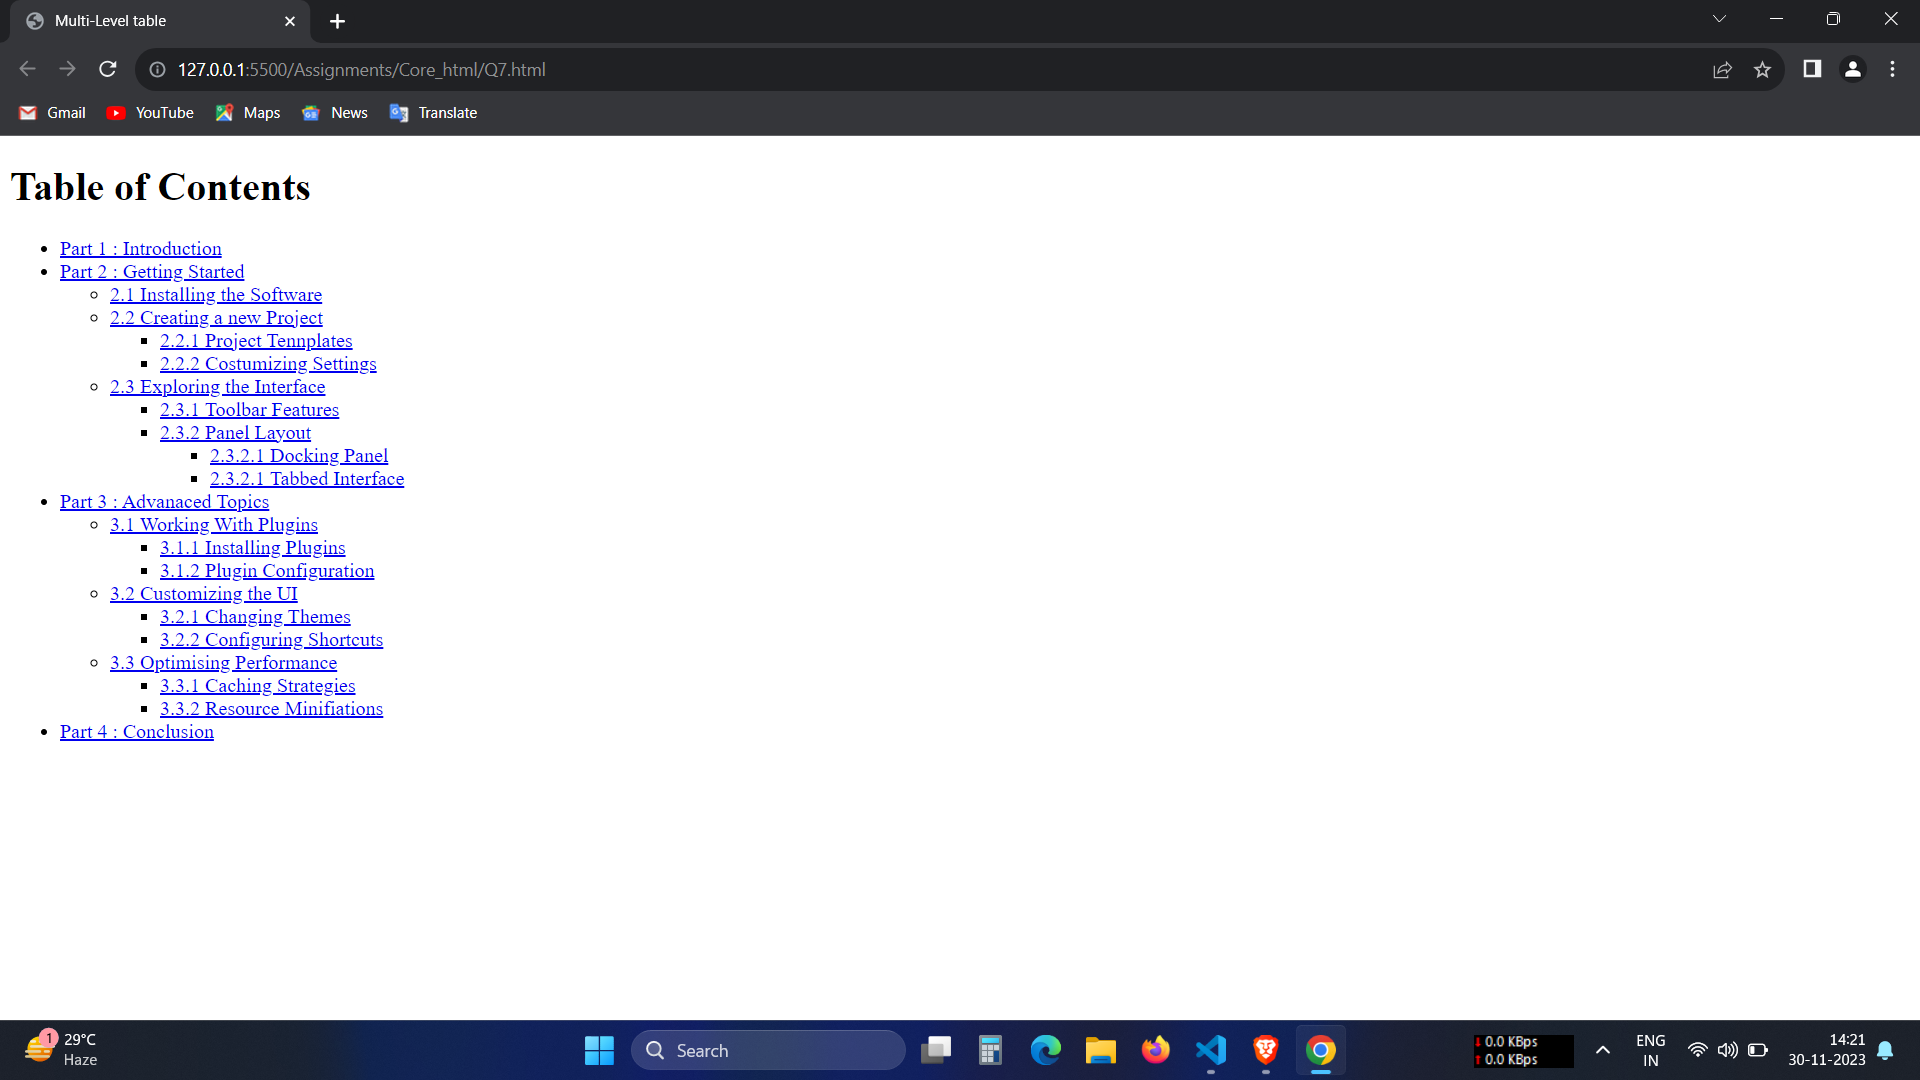 Multi-Level table
127.0.0.1:5500/Assignments/Core_html/Q7.html
Gmail YouTube Maps News Translate
Table of Contents
Part 1 : Introduction
Part 2 : Getting Started
2.1 Installing the Software
2.2 Creating a new Project
2.2.1 Project Tennplates
2.2.2 Costumizing Settings
2.3 Exploring the Interface
2.3.1 Toolbar Features
2.3.2 Panel Layout
2.3.2.1 Docking Panel
2.3.2.1 Tabbed Interface
Part 3 : Advanaced Topics
3.1 Working With Plugins
3.1.1 Installing Plugins
3.1.2 Plugin Configuration
3.2 Customizing the UI
3.2.1 Changing Themes
3.2.2 Configuring Shortcuts
3.3 Optimising Performance
3.3.1 Caching Strategies
3.3.2 Resource Minifiations
Part 4 : Conclusion
1
29°C
Haze
Search
0.0 KBps
0.0 KBps
ENG
IN
14:21
30-11-2023